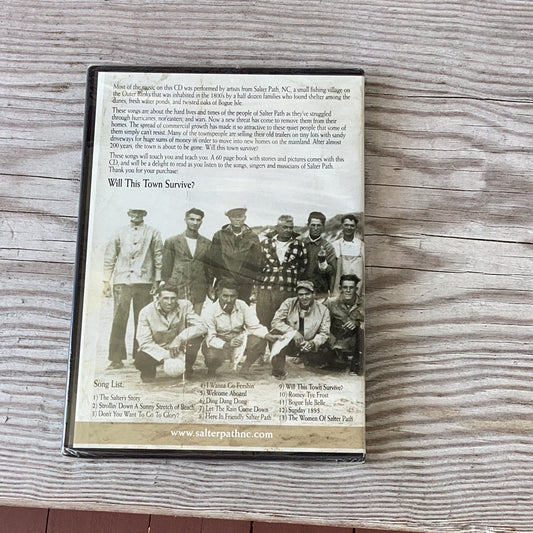 Most of the music on this CD was performed by artists from Salter Path, NC, a small fishing village on
the Outer Banks that was inhabited in the 1800's by a half dozen families who found shelter among the
dunes, fresh water ponds, and twisted oaks of Bogue Isle.
These songs are about the hard lives and times of the people of Salter Path as they've struggled
through hurricanes, nor'easters, and wars. Now a new threat has come to remove them from their
homes. The spread of commercial growth has made it so attractive to these quiet people that some of
them simply can't resist. Many of the townspeople are selling their old trailers on tiny lots with sandy
driveways for huge sums of money in order to move into new homes on the mainland. After almost
200 years, the town is about to be gone. Will this town survive?
These songs will touch you and teach you. A 60 page book with stories and pictures comes with this
CD, and will be a delight to read as you listen to the songs, singers and musicians of Salter Path.
Thank you for your purchase!
Will This Town Survive?
Song List:
1) The Salters Story
2) Strollin' Down A Sunny Stretch of Beach
3) Don't You Want To Go To Glory?
4) I Wanna Go Feeshin
5) Welcome Aboard
6) Ding Dang Dong
7) Let The Rain Come Down
8) Here In Friendly Salter Path
9) Will This Town Survive?
10) Romey Tye Frost
11) Bogue Isle Belle
12) Sunday 1895
13) The Women Of Salter Path
www.salterpathnc.com